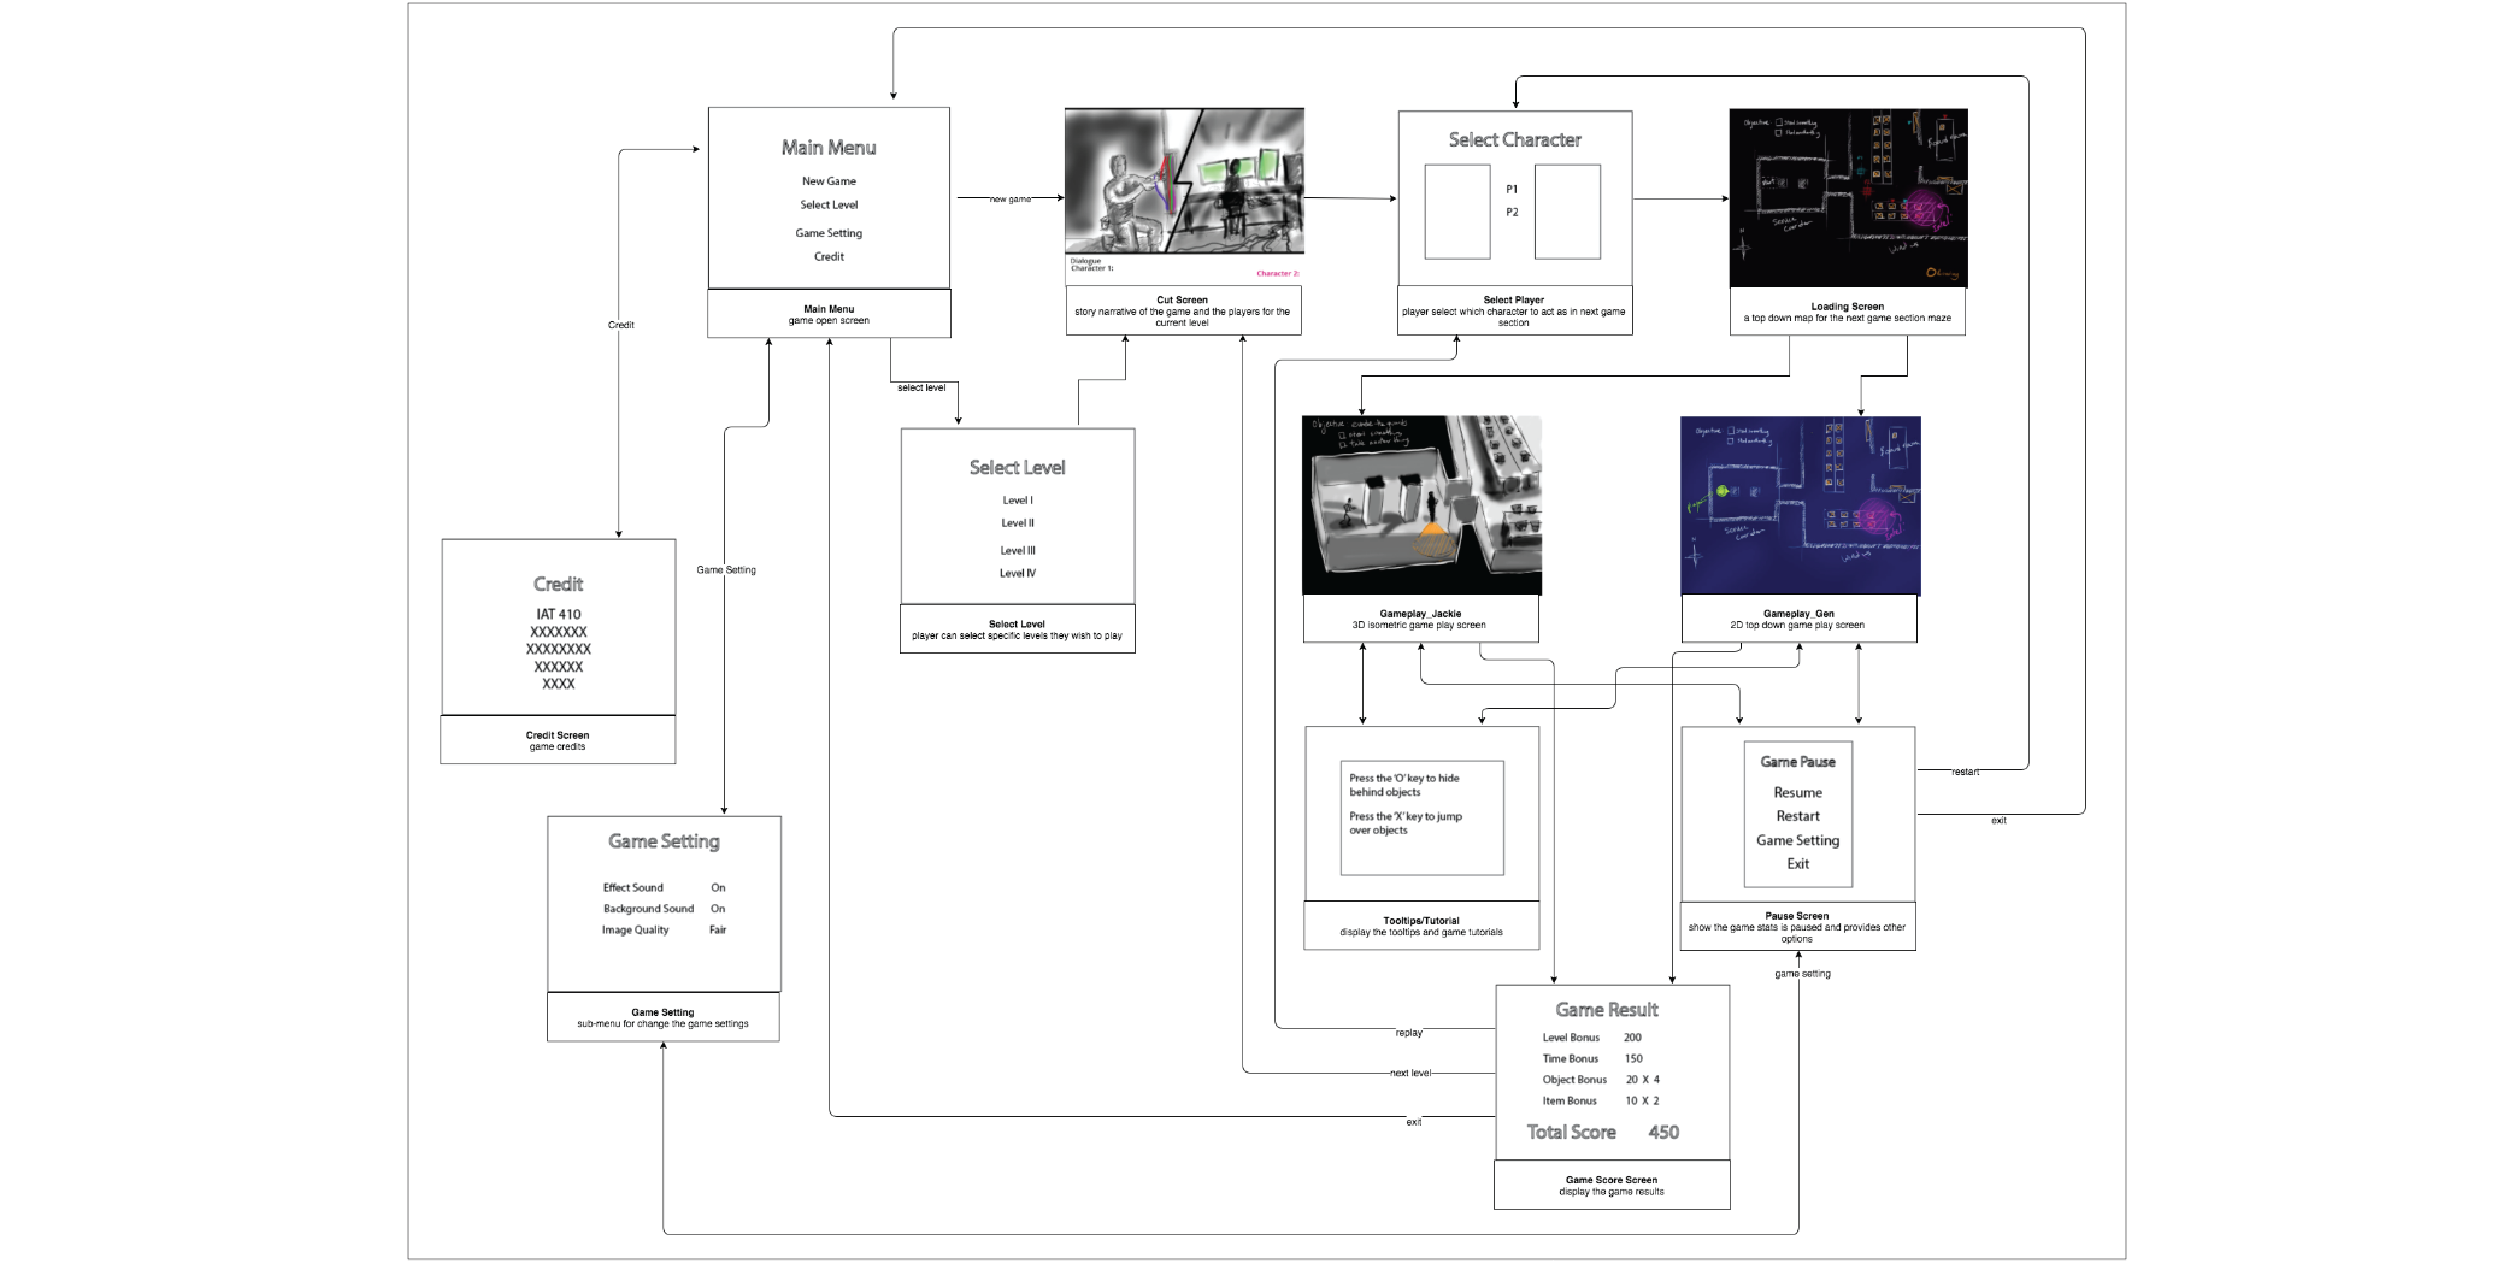 Main Menu
New Game
Select Level
Game Setting
Credit
Main Menu
game open screen
new game
Dialogue
Character 1:
Character 2:
Cut Screen
story narrative of the game and the players for the
current level
Select Character
P1
P2
Select Player
player select which character to act as in next game
section
Objective
start
Loading Screen
a top down map for the next game section maze
Credit
select level
Select Level
Level I
Level II
Level III
Level IV
Select Level
player can select specific levels they wish to play
Objective
Gameplay_Jackie
3D isometric game play screen
Objective
Gameplay_Gen
2D top down game play screen
Game Setting
Credit
IAT 410
XXXXXXX
XXXXXXXX
XXXXXX
XXXX
Credit Screen
game credits
Press the 'O' key to hide
behind objects
Press the 'X' key to jump
over objects
Tooltips/Tutorial
display the tooltips and game tutorials
Game Pause
Resume
Restart
Game Setting
Exit
Pause Screen
show the game stats is paused and provides other
options
restart
exit
game setting
Game Setting
Effect Sound On
Background Sound On
Image Quality Fair
Game Setting
sub-menu for change the game settings
replay
next level
exit
Game Result
Level Bonus 200
Time Bonus 150
Object Bonus 20 X 4
Item Bonus 10 X 2
Total Score 450
Game Score Screen
display the game results